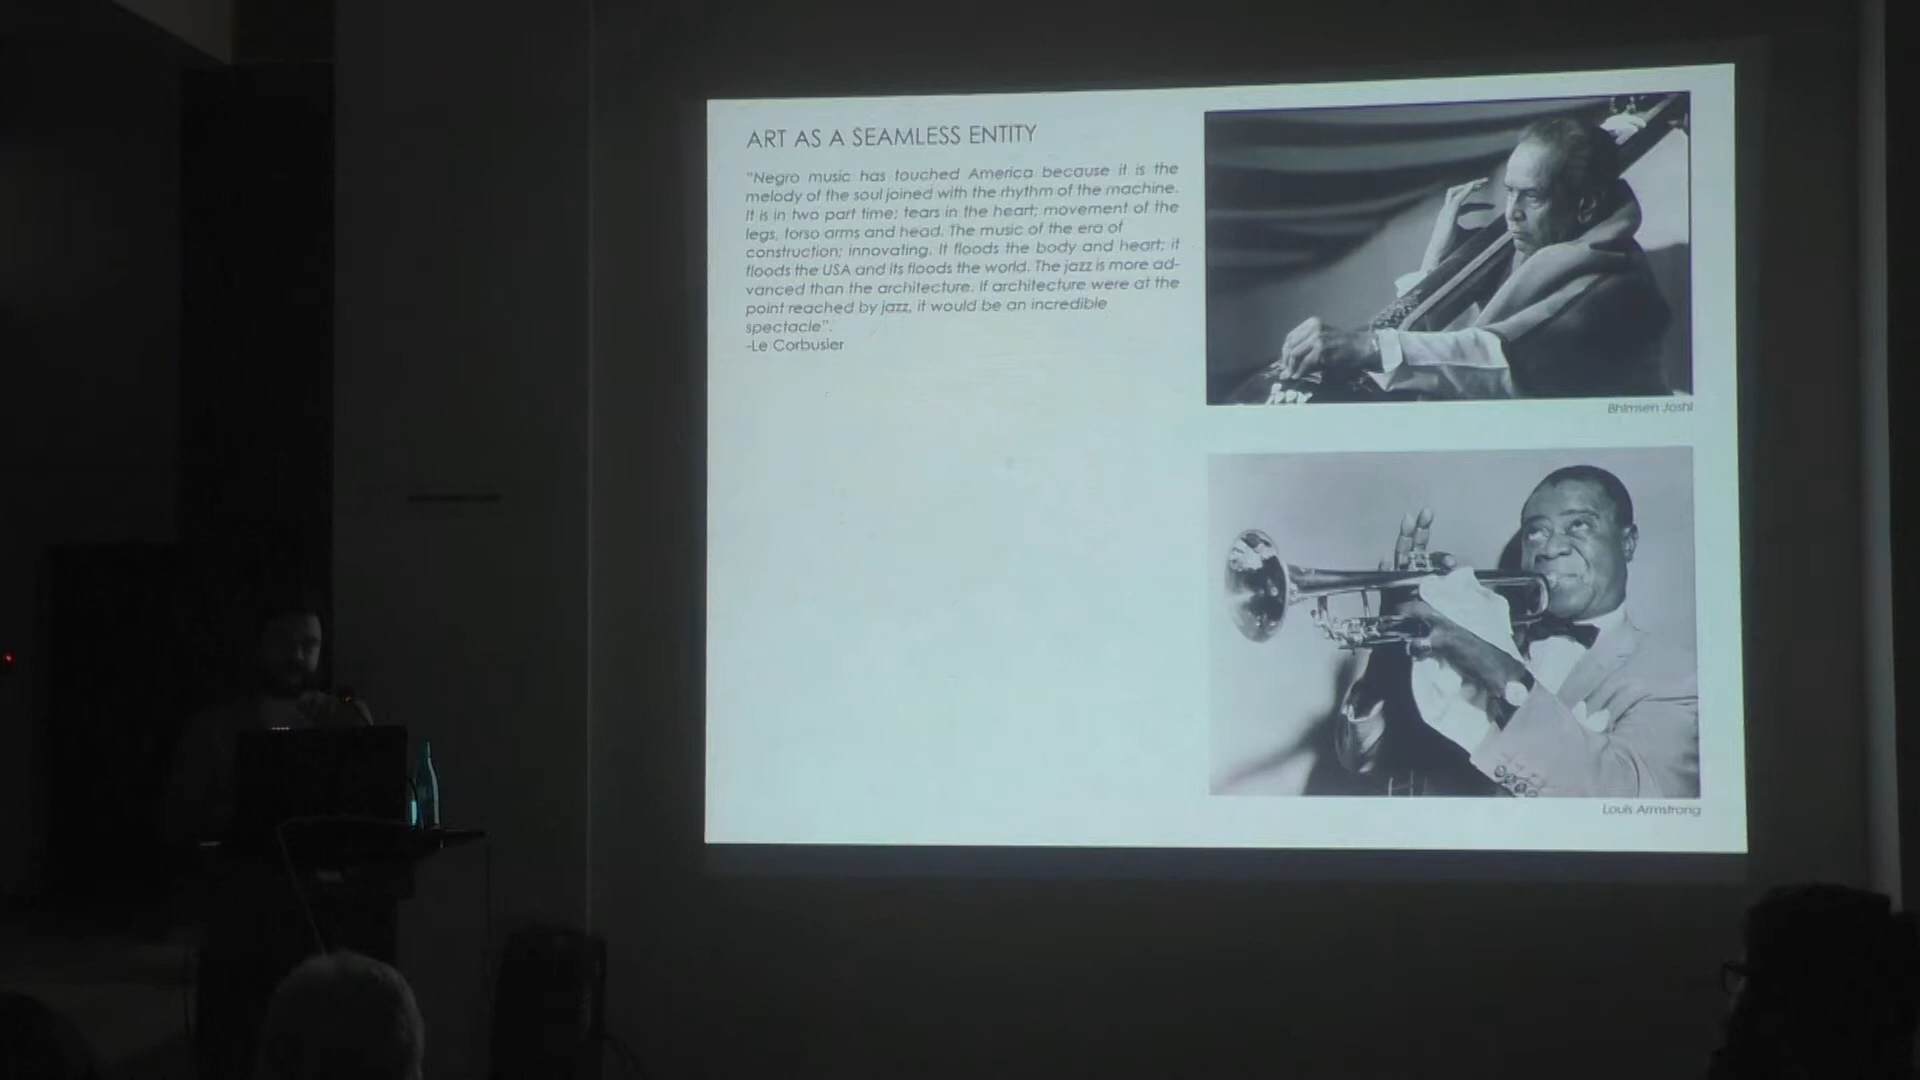 ART AS A SEAMLESS ENTITY
"Negro music has touched America because it is the
melody of the soul joined with the rhythm of the machine.
It is in two part time; tears in the heart; movement of the
legs, torso arms and head. The music of the era of
construction; innovating. It floods the body and heart; it
floods the USA and its floods the world. The jazz is more ad-
vanced than the architecture. If architecture were at the
point reached by jazz, it would be an incredible
spectacle".
-Le Corbusier
Bhimsen Joshi
Louis Armstrong